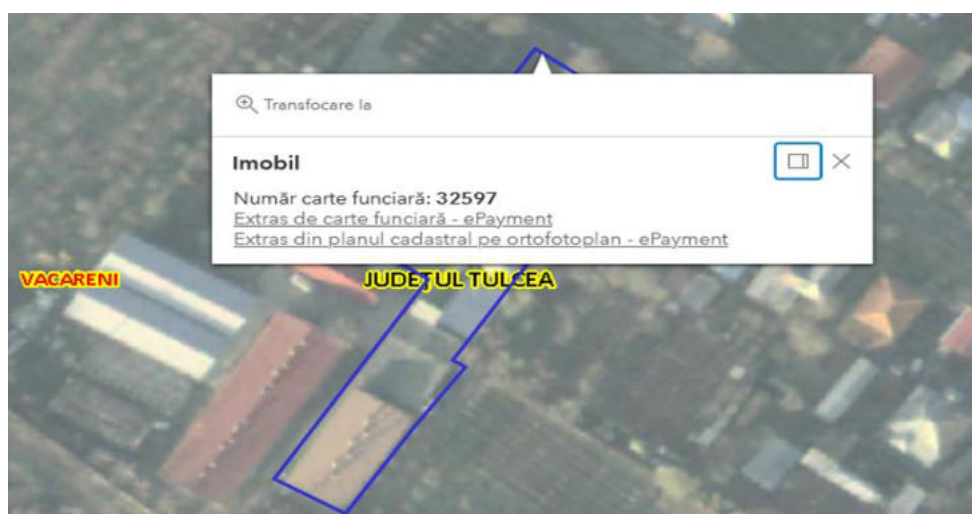 Transfocare la
Imobil
Număr carte funciară: 32597
Extras de carte funciară - ePayment
Extras din planul cadastral pe ortofotoplan - ePayment
VACARENI
JUDEȚUL TULCEA